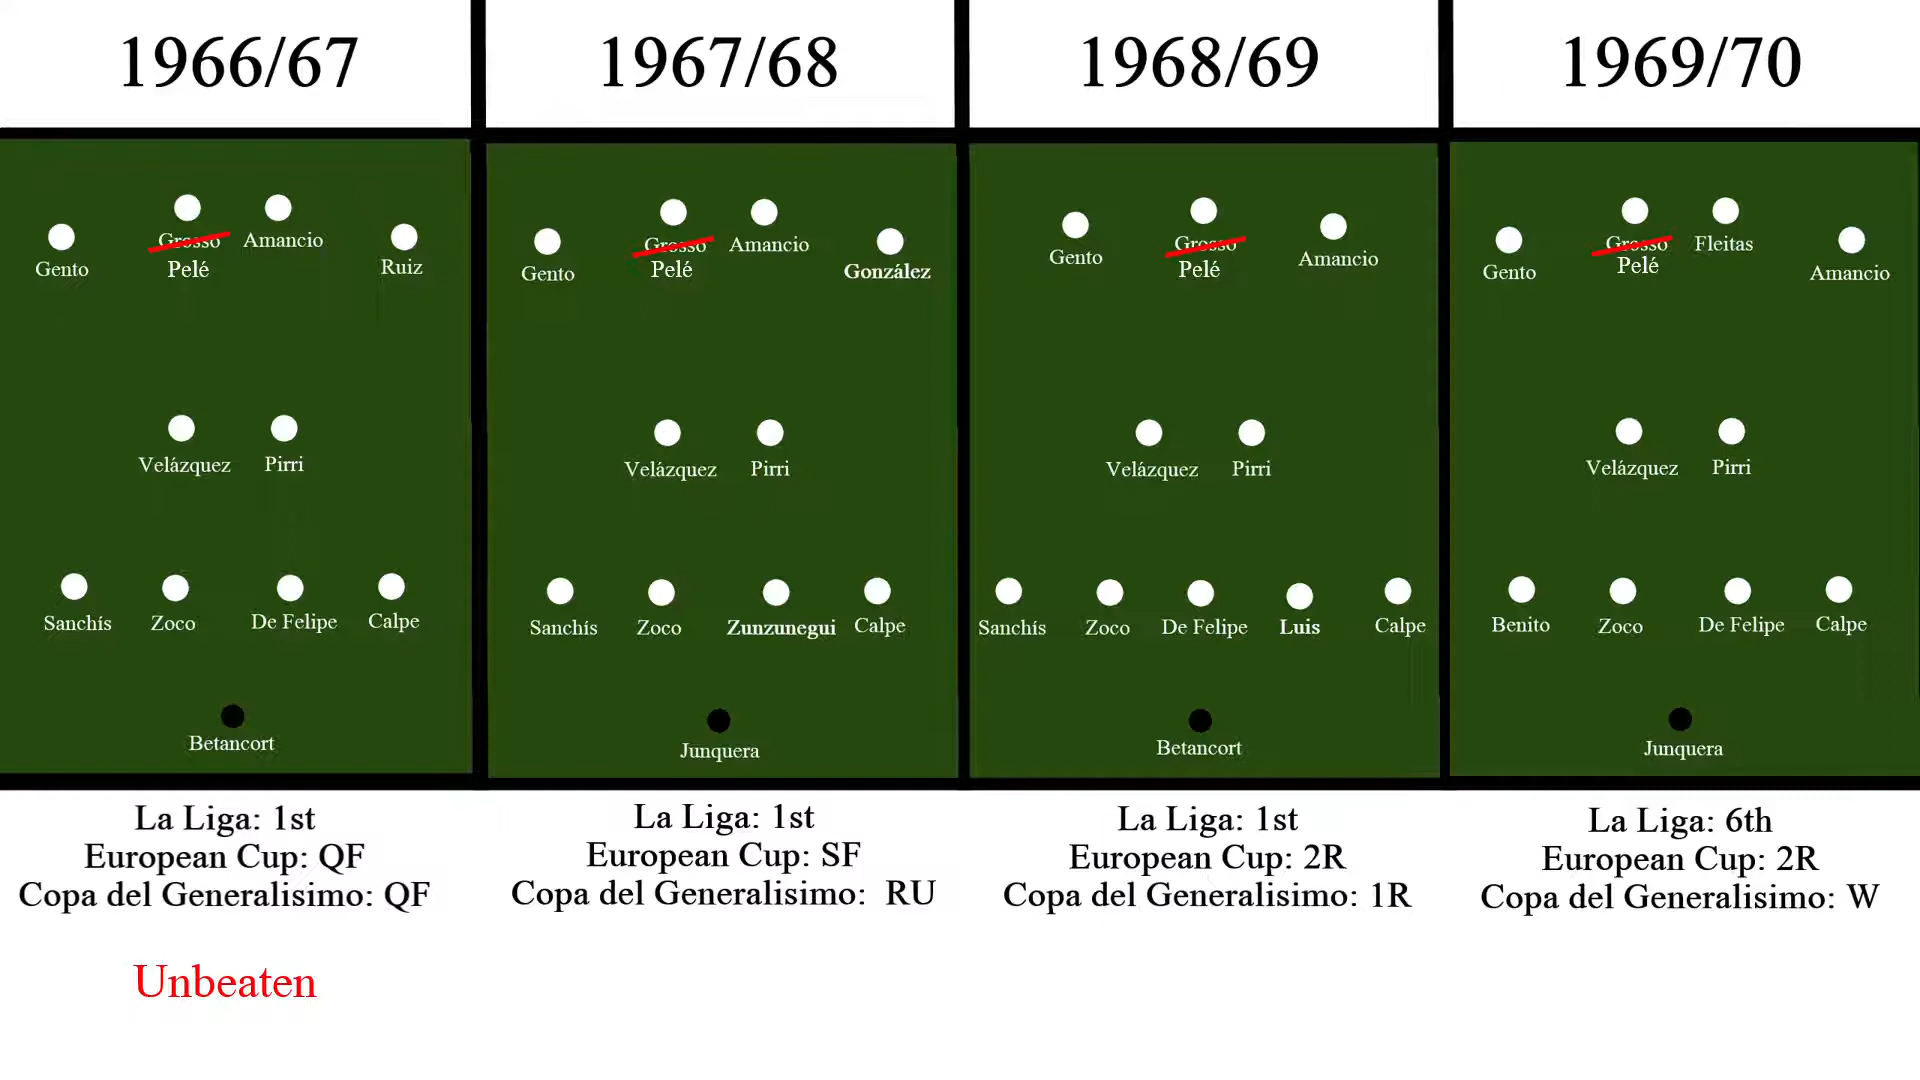 1966/67
Grosso
Amancio
Gento
Pelé
Ruiz
Velázquez
Pirri
Sanchís
Zoco
De Felipe
Calpe
Betancort
La Liga: 1st
European Cup: QF
Copa del Generalisimo: QF
Unbeaten
1967/68
Grosso
Amancio
Gento
Pelé
González
Velázquez
Pirri
Sanchís
Zoco
Zunzunegui
Calpe
Junquera
La Liga: 1st
European Cup: SF
Copa del Generalisimo: RU
1968/69
Grosso
Gento
Pelé
Amancio
Velázquez
Pirri
Sanchís
Zoco
De Felipe
Luis
Calpe
Betancort
La Liga: 1st
European Cup: 2R
Copa del Generalisimo: 1R
1969/70
Grosso
Fleitas
Gento
Pelé
Amancio
Velázquez
Pirri
Benito
Zoco
De Felipe
Calpe
Junquera
La Liga: 6th
European Cup: 2R
Copa del Generalisimo: W